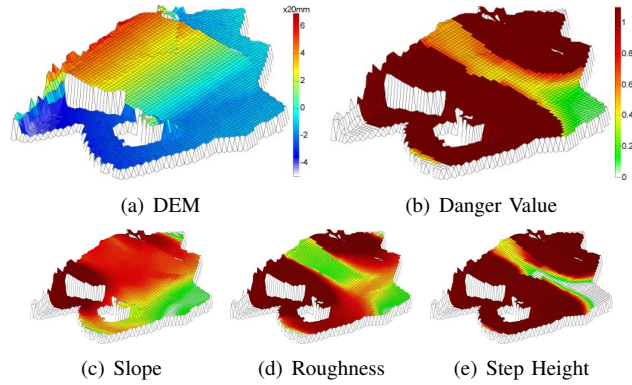 x20mm
6
4
2
0
-2
-4
1
0.8
0.6
0.4
0.2
0
(a) DEM
(b) Danger Value
(c) Slope
(d) Roughness
(e) Step Height